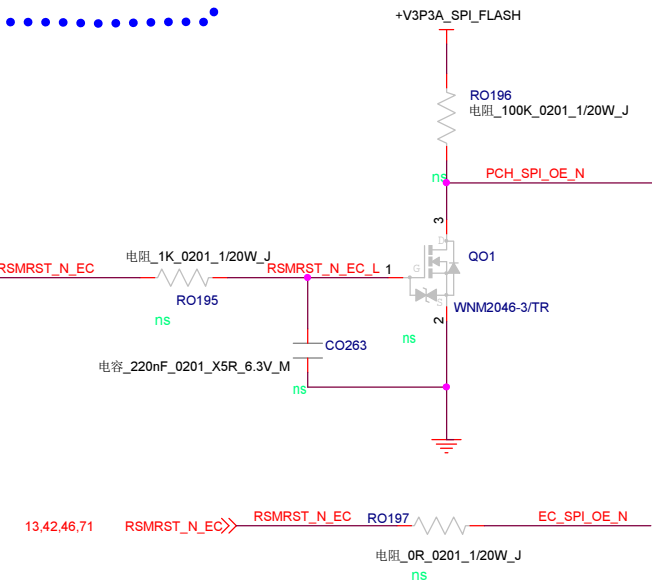 +V3P3A_SPI_FLASH
RO196
电阻_100K_0201_1/20W_J
ns
PCH_SPI_OE_N
3
D
电阻_1K_0201_1/20W_J
RSMRST_N_EC
RSMRST_N_EC_L
1
G
QO1
RO195
S
WNM2046-3/TR
ns
2
ns
CO263
电容_220nF_0201_X5R_6.3V_M
ns
13,42,46,71
RSMRST_N_EC
RSMRST_N_EC
RO197
EC_SPI_OE_N
电阻_0R_0201_1/20W_J
ns